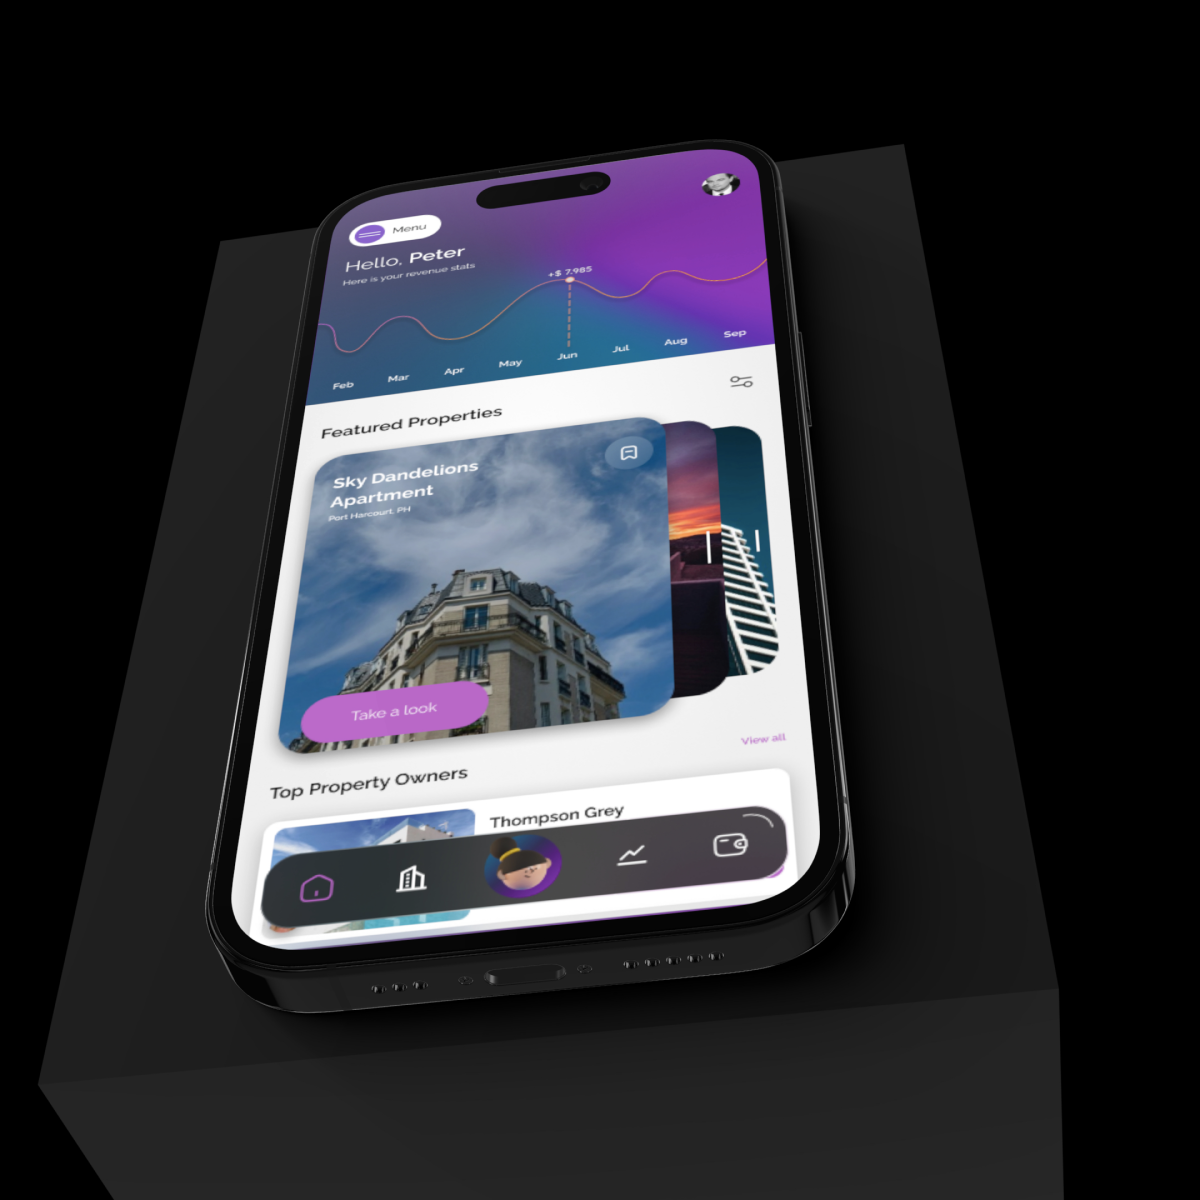 Menu
Hello, Peter
Here is your revenue stats
+$ 7,985
Feb Mar Apr May Jun Jul Aug Sep
Featured Properties
Sky Dandelions
Apartment
Port Harcourt, PH
Take a look
View all
Top Property Owners
Thompson Grey